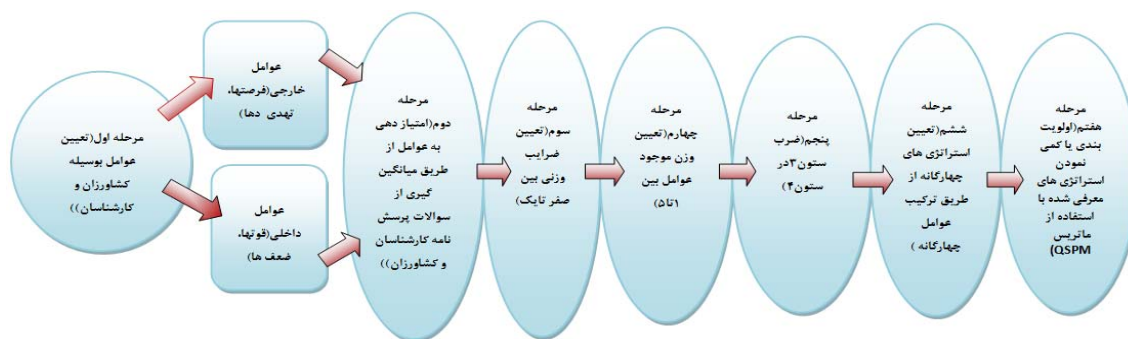 مرحله اول(تعیین
عوامل بوسیله
کشاورزان و
کارشناسان))
عوامل
خارجی(فرصتها،
تهدی دها)
عوامل
داخلی(قوتها،
ضعف ها)
مرحله
دوم(امتیاز دهی
به عوامل از
طریق میانگین
گیری از
سوالات پرسش
نامه کارشناسان
و کشاورزان))
مرحله
سوم(تعیین
ضرایب
وزنی بین
صفر تایک)
مرحله
چهارم(تعیین
وزن موجود
عوامل بین
۱تا۵)
مرحله
پنجم(ضرب
ستون۳در
ستون۴)
مرحله
ششم(تعیین
استراتژی های
چهارگانه از
طریق ترکیب
عوامل
چهارگانه )
مرحله
هفتم(اولویت
بندی یا کمی
نمودن
استراتژی های
معرفی شده با
استفاده از
ماتریس
QSPM)